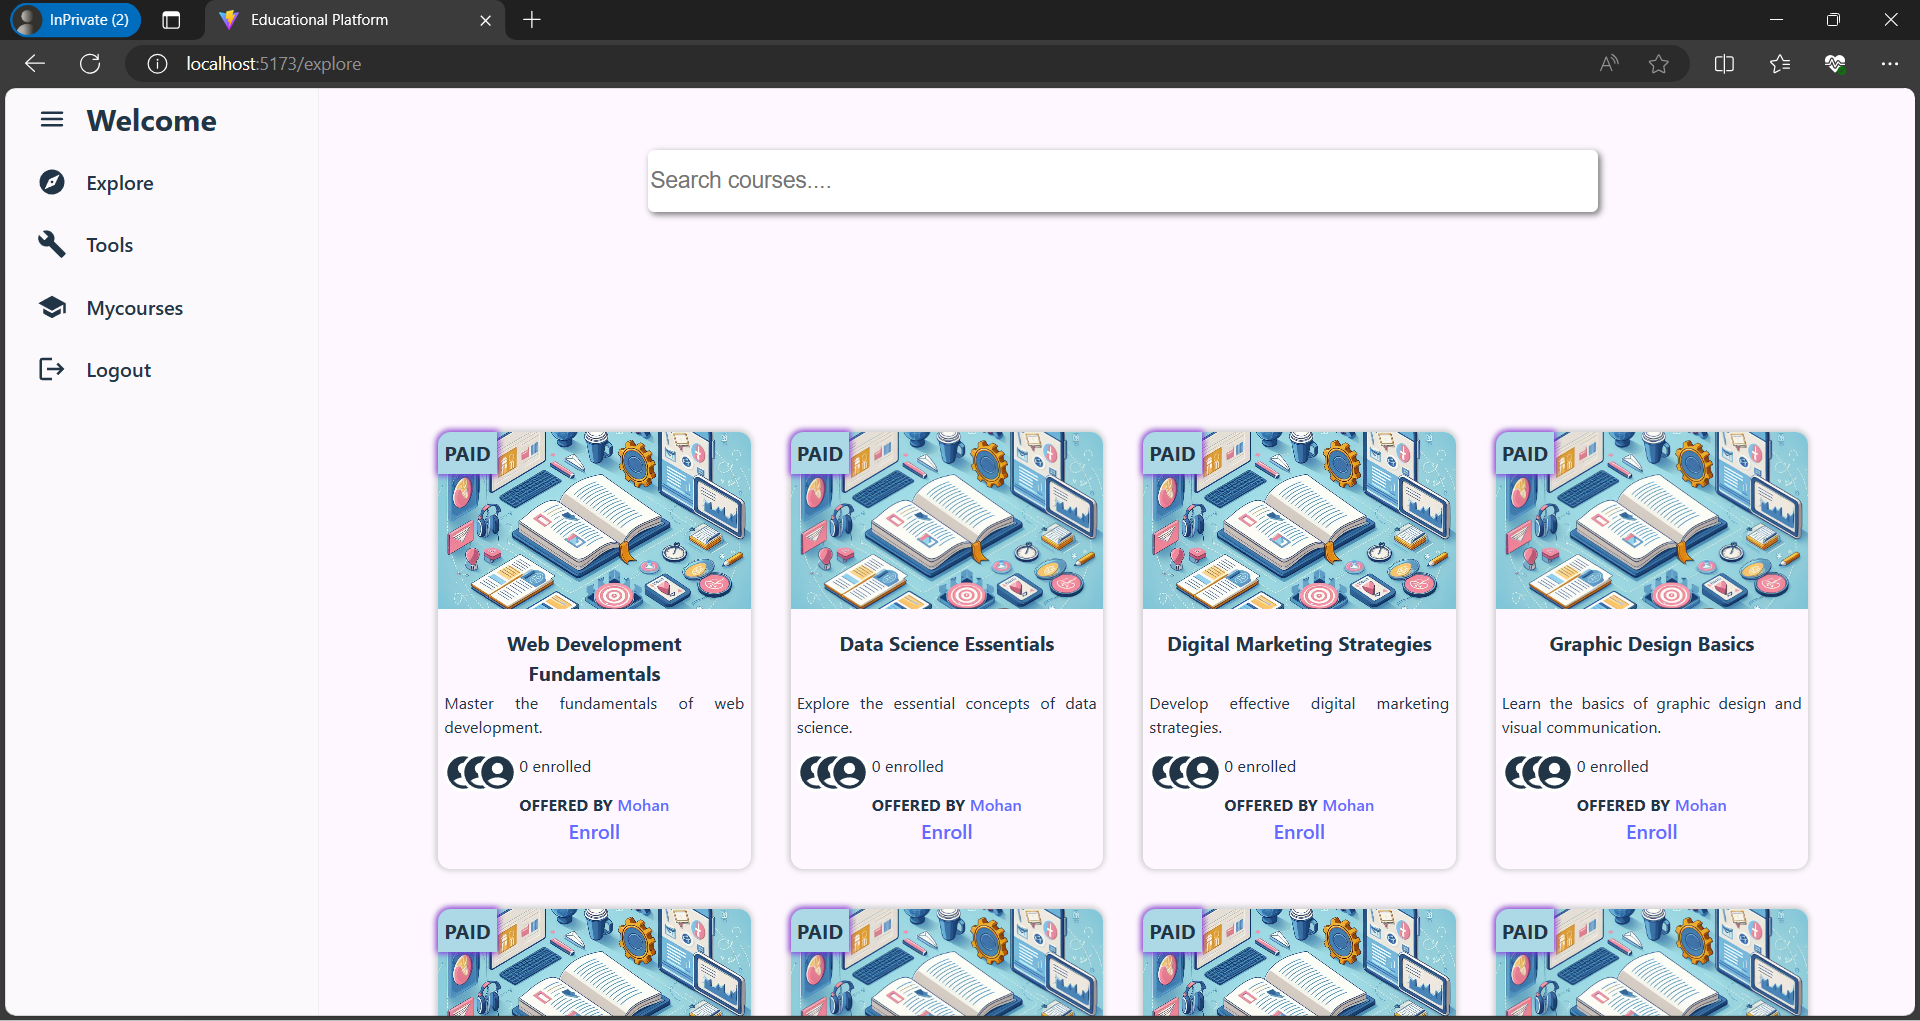 InPrivate (2)
Educational Platform
localhost:5173/explore
Welcome
Explore
Tools
Mycourses
Logout
Search courses....
PAID
Web Development
Fundamentals
Master the fundamentals of web
development.
0 enrolled
OFFERED BY Mohan
Enroll
PAID
Data Science Essentials
Explore the essential concepts of data
science.
0 enrolled
OFFERED BY Mohan
Enroll
PAID
Digital Marketing Strategies
Develop effective digital marketing
strategies.
0 enrolled
OFFERED BY Mohan
Enroll
PAID
Graphic Design Basics
Learn the basics of graphic design and
visual communication.
0 enrolled
OFFERED BY Mohan
Enroll
PAID
PAID
PAID
PAID